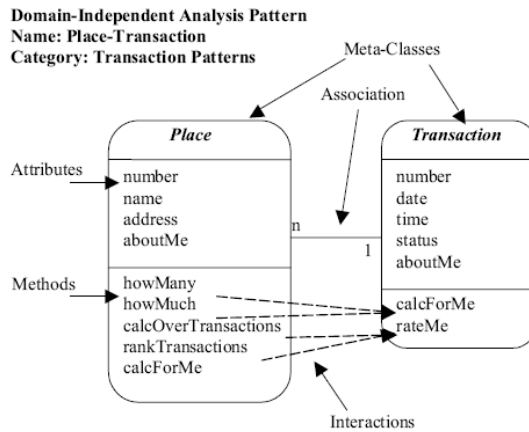 Domain-Independent Analysis Pattern
Name: Place-Transaction
Category: Transaction Patterns
Meta-Classes
Association
Place
Transaction
Attributes
number
name
address
aboutMe
number
date
time
status
aboutMe
n
1
Methods
howMany
howMuch
calcOverTransactions
rankTransactions
calcForMe
calcForMe
rateMe
Interactions